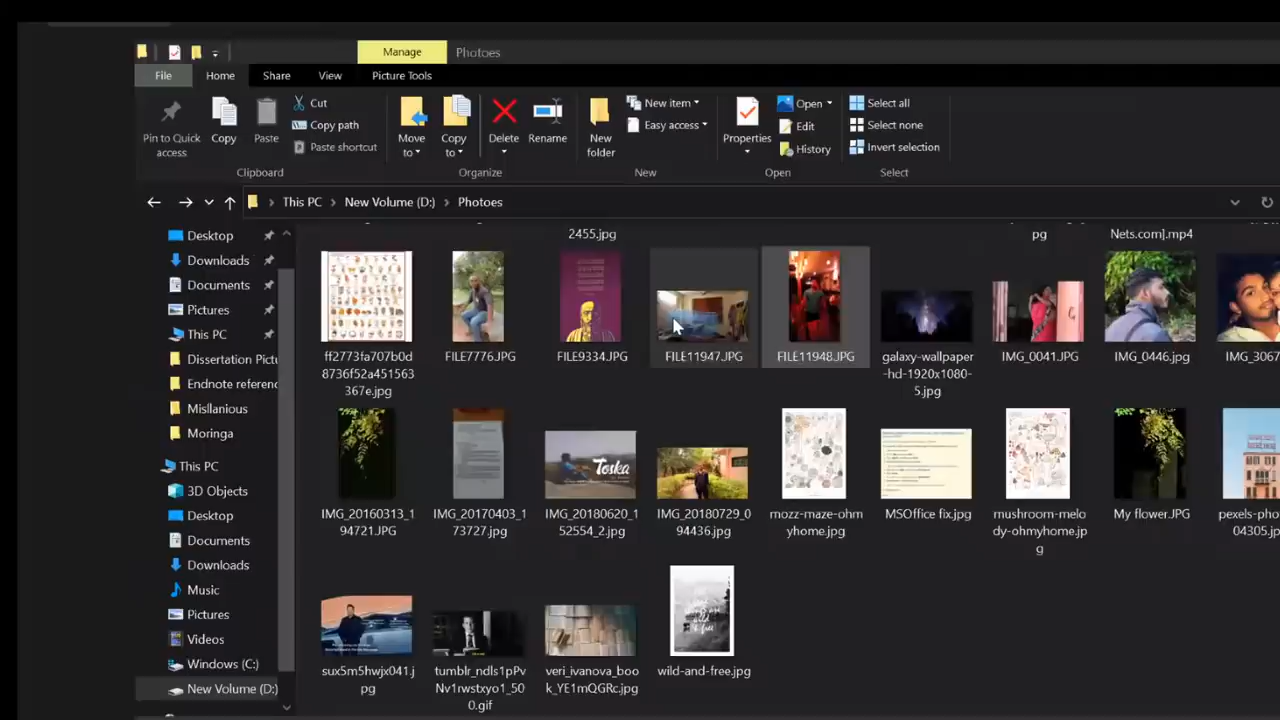 Manage
Photoes
File
Home
Share
View
Picture Tools
Pin to Quick access
Copy
Paste
Cut
Copy path
Paste shortcut
Clipboard
Move to
Copy to
Delete
Rename
Organize
New folder
New item
Easy access
New
Properties
Open
Edit
History
Open
Select all
Select none
Invert selection
Select
This PC
New Volume (D:)
Photoes
Desktop
Downloads
Documents
Pictures
This PC
Dissertation Pictu
Endnote referenc
Misllanious
Moringa
This PC
3D Objects
Desktop
Documents
Downloads
Music
Pictures
Videos
Windows (C:)
New Volume (D:)
2455.jpg
pg
Nets.com].mp4
ff2773fa707b0d
8736f52a451563
367e.jpg
FILE7776.JPG
FILE9334.JPG
FILE11947.JPG
FILE11948.JPG
galaxy-wallpaper
-hd-1920x1080-
5.jpg
IMG_0041.JPG
IMG_0446.jpg
IMG_3067
IMG_20160313_1
94721.JPG
IMG_20170403_1
73727.jpg
Toska
IMG_20180620_1
52554_2.jpg
IMG_20180729_0
94436.jpg
mozz-maze-ohm
yhome.jpg
MSOffice fix.jpg
mushroom-melo
dy-ohmyhome.jp
g
My flower.JPG
pexels-pho
04305.jp
sux5m5hwjx041.j
pg
tumblr_ndls1pPv
Nv1rwstxyo1_50
0.gif
veri_ivanova_boo
k_YE1mQGRc.jpg
wild-and-free.jpg